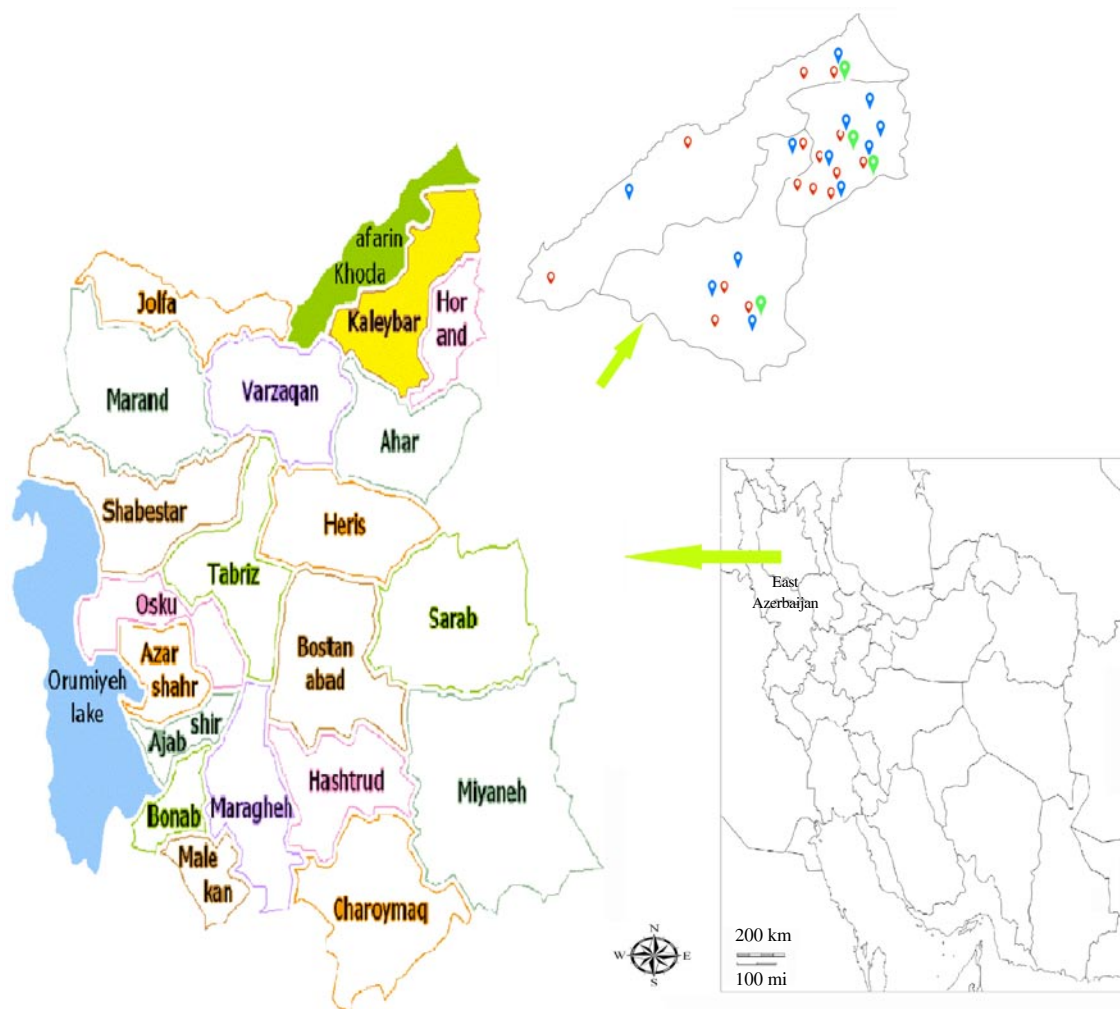 afarin
Khoda
Kaleybar
Hor
and
Jolfa
Marand
Varzaqan
Ahar
Shabestar
Heris
Tabriz
Osku
Sarab
Azar
shahr
Bostan
abad
Orumiyeh
lake
shir
Ajab
Hashtrud
Miyaneh
Bonab
Maragheh
Male
kan
Charoymaq
East
Azerbaijan
N
W
E
S
200 km
100 mi